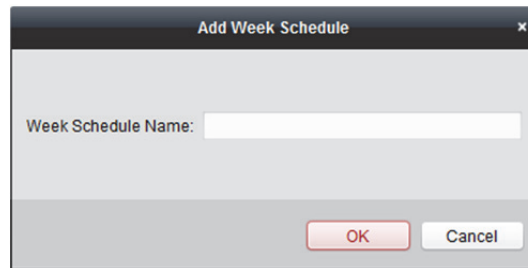 Add Week Schedule
×
Week Schedule Name:
OK
Cancel